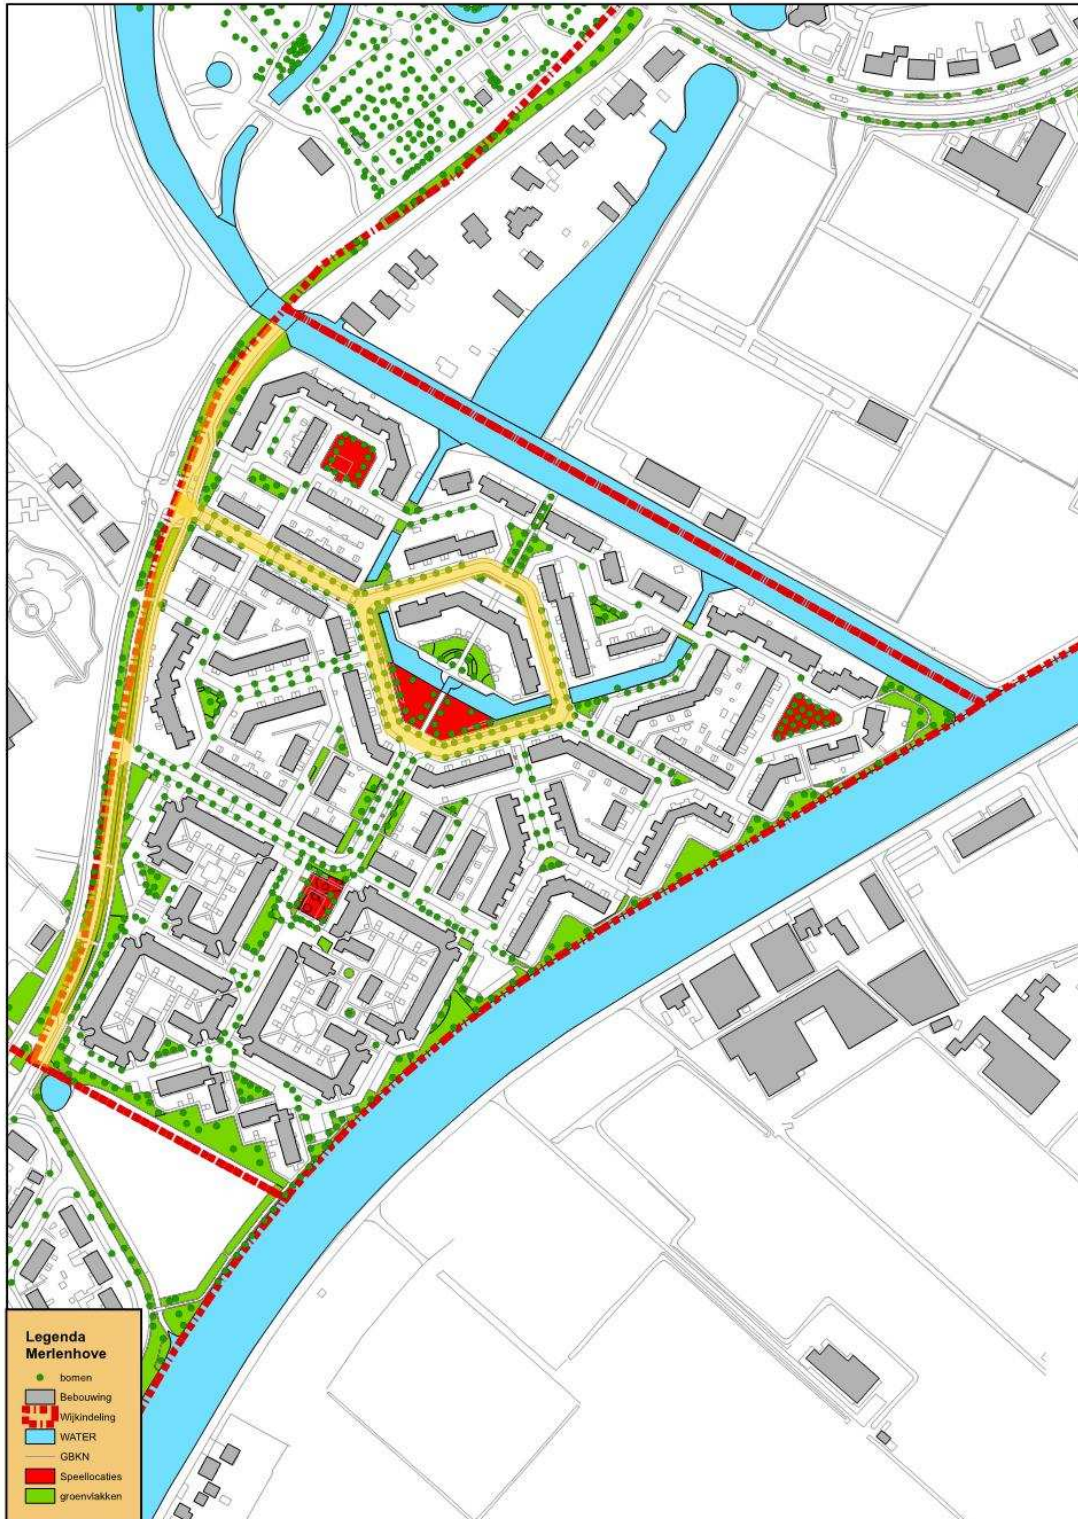 Legenda
Merlenhove
bomen
Bebouwing
Wijkindeling
WATER
GBKN
Speellocaties
groenvlakken